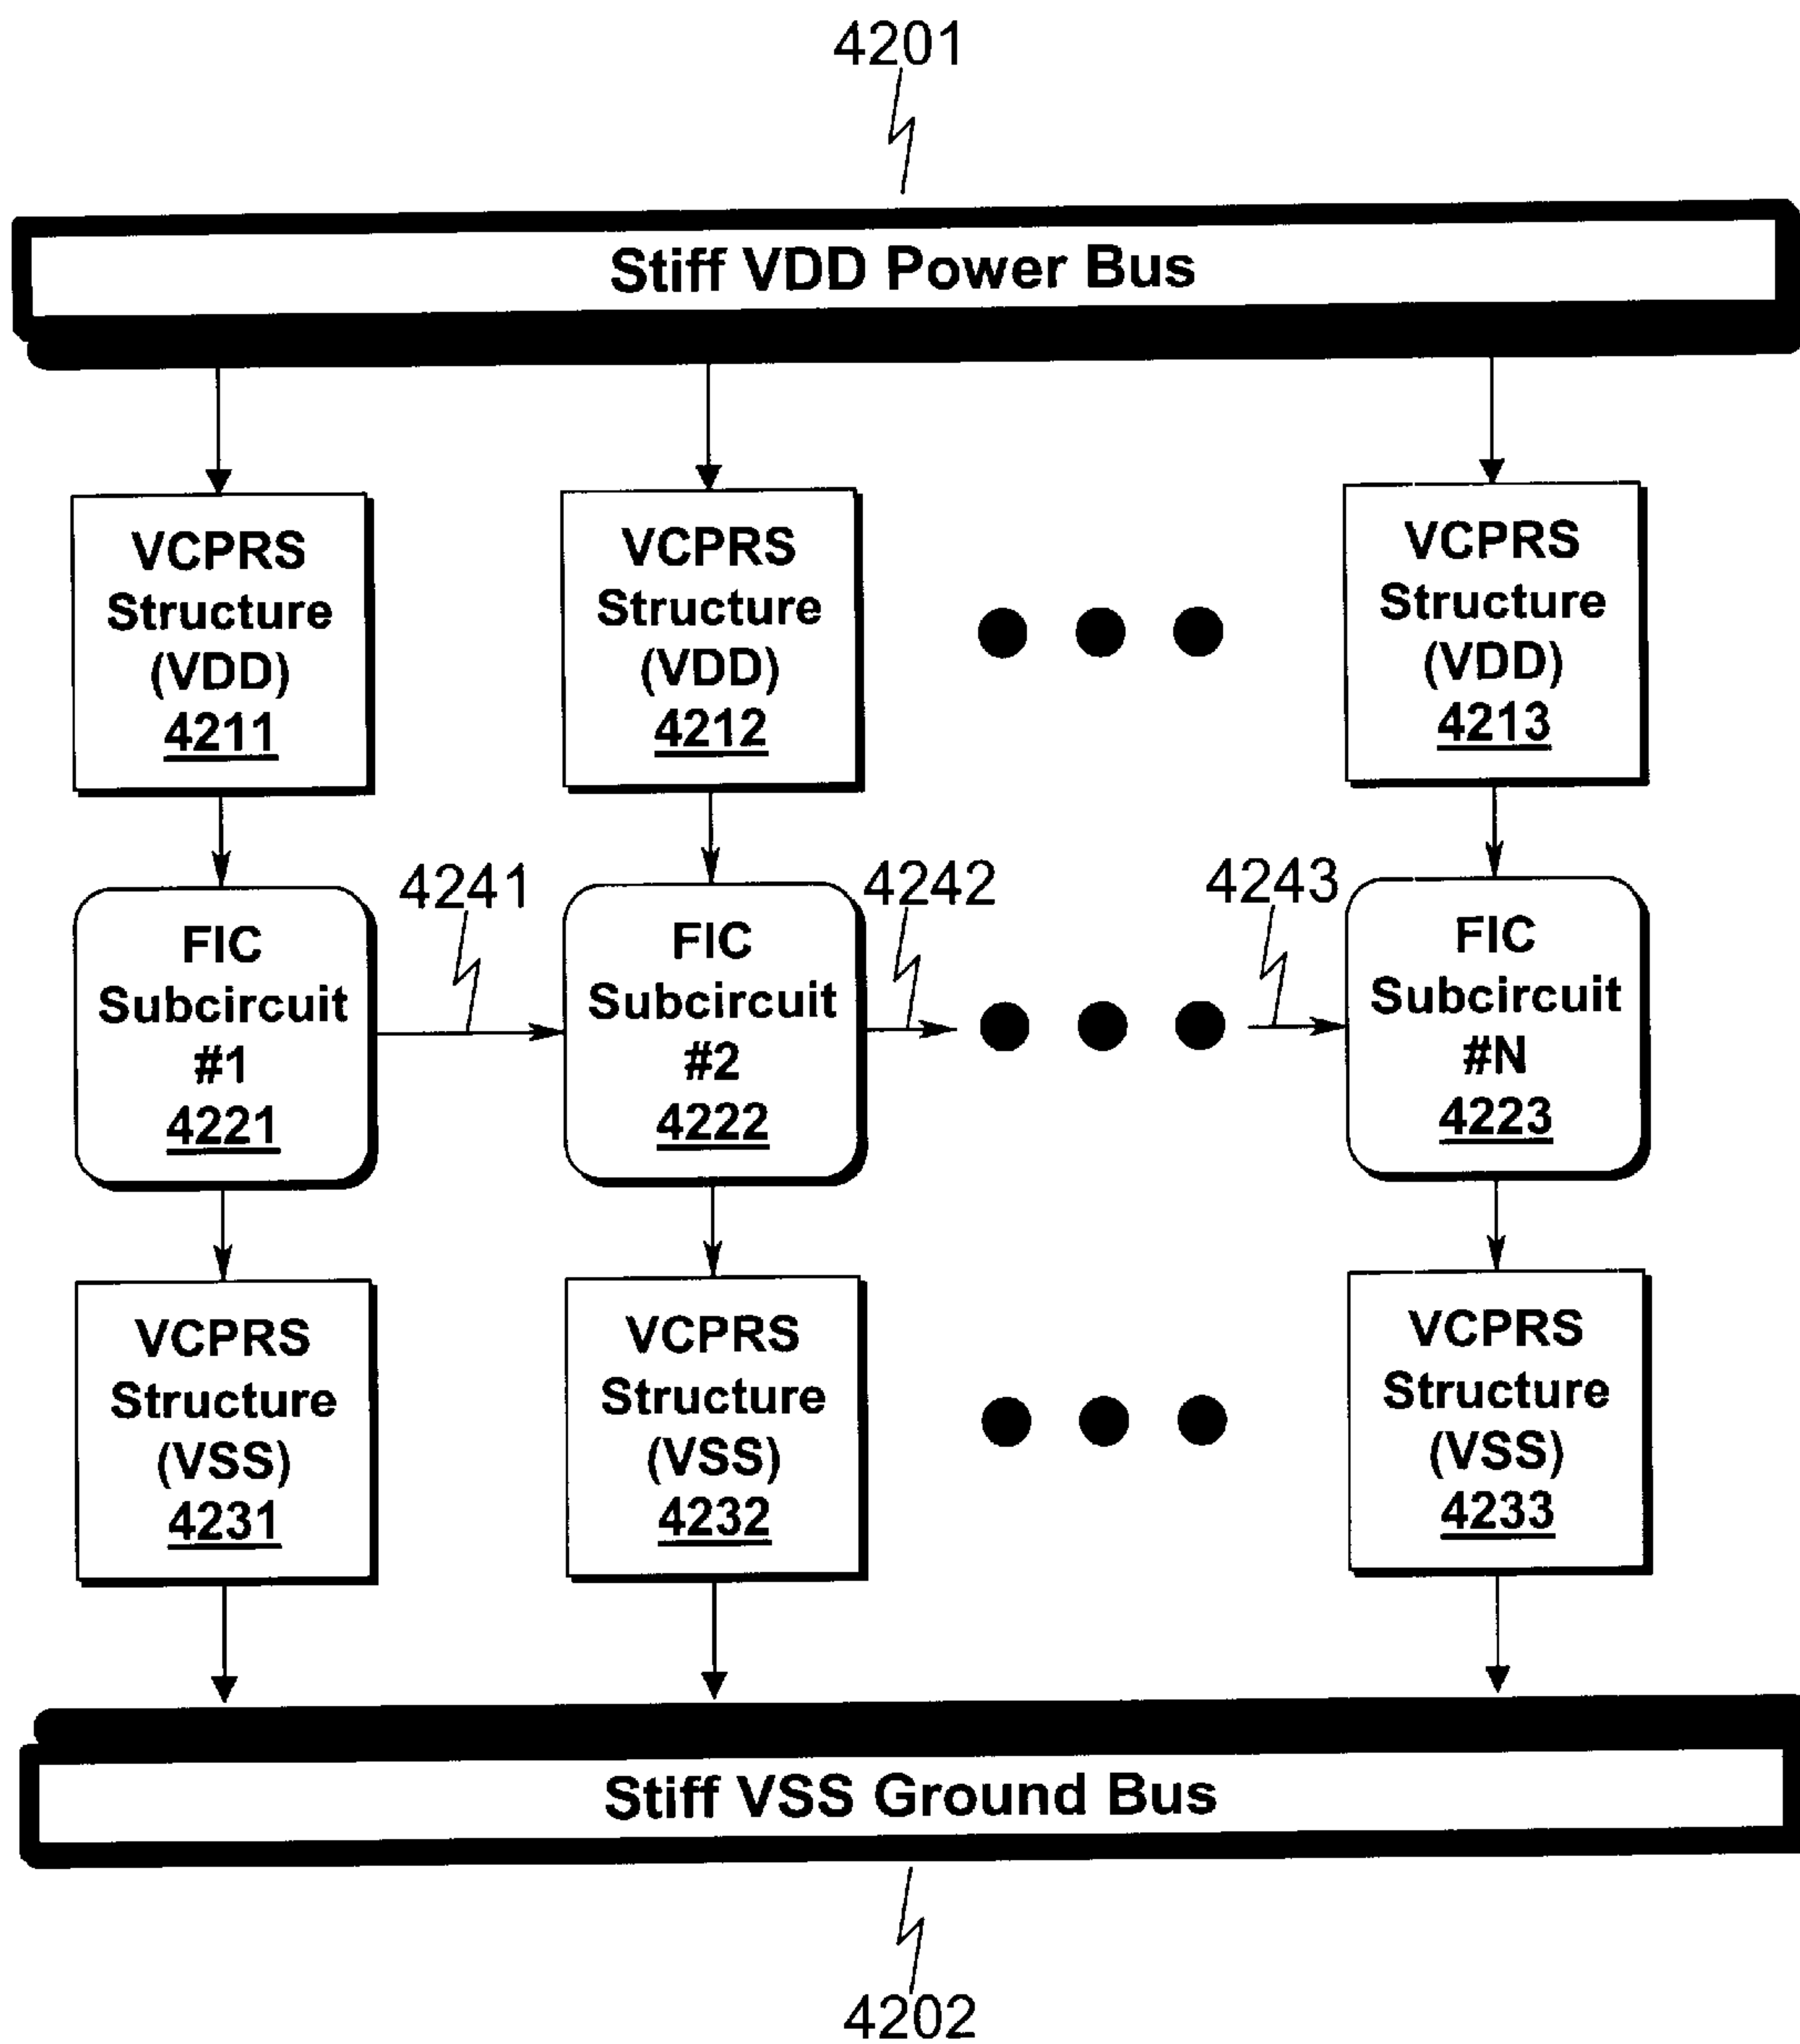 4201
Stiff VDD Power Bus
VCPRS
Structure
(VDD)
4211
VCPRS
Structure
(VDD)
4212
VCPRS
Structure
(VDD)
4213
4241
4242
4243
FIC
Subcircuit
#1
4221
FIC
Subcircuit
#2
4222
FIC
Subcircuit
#N
4223
VCPRS
Structure
(VSS)
4231
VCPRS
Structure
(VSS)
4232
VCPRS
Structure
(VSS)
4233
Stiff VSS Ground Bus
4202